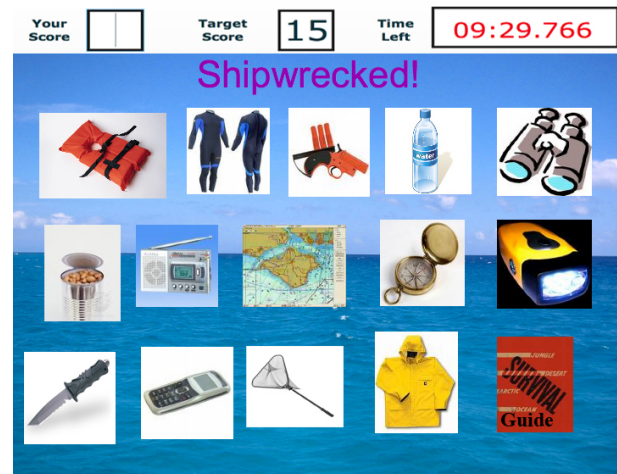 Your
Score
Target
Score
15
Time
Left
09:29.766
Shipwrecked!
water
JUNGLE
DESERT
ARCTIC
SURVIVAL
OCEAN
Guide